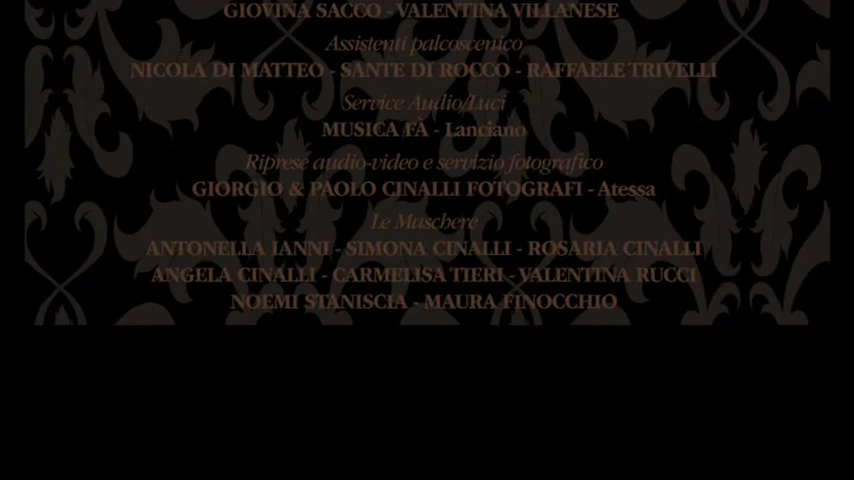 GIOVINA SACCO - VALENTINA VILLANESE
Assistenti palcoscenico
NICOLA DI MATTEO - SANTE DI ROCCO - RAFFAELE TRIVELLI
Service Audio/Luci
MUSICA FÀ - Lanciano
Riprese audio-video e servizio fotografico
GIORGIO & PAOLO CINALLI FOTOGRAFI - Atessa
Le Maschere
ANTONELLA IANNI - SIMONA CINALLI - ROSARIA CINALLI
ANGELA CINALLI - CARMELISA TIERI - VALENTINA RUCCI
NOEMI STANISCIA - MAURA FINOCCHIO